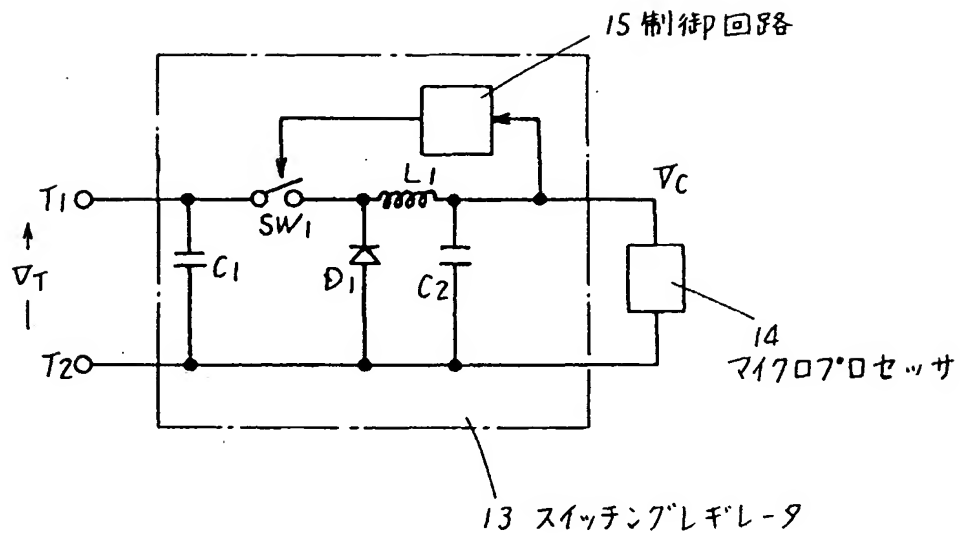 15 制御回路
L1
T1
SW1
VC
VT
C1
D1
C2
T2
14
マイクロプロセッサ
13 スイッチングレギレータ